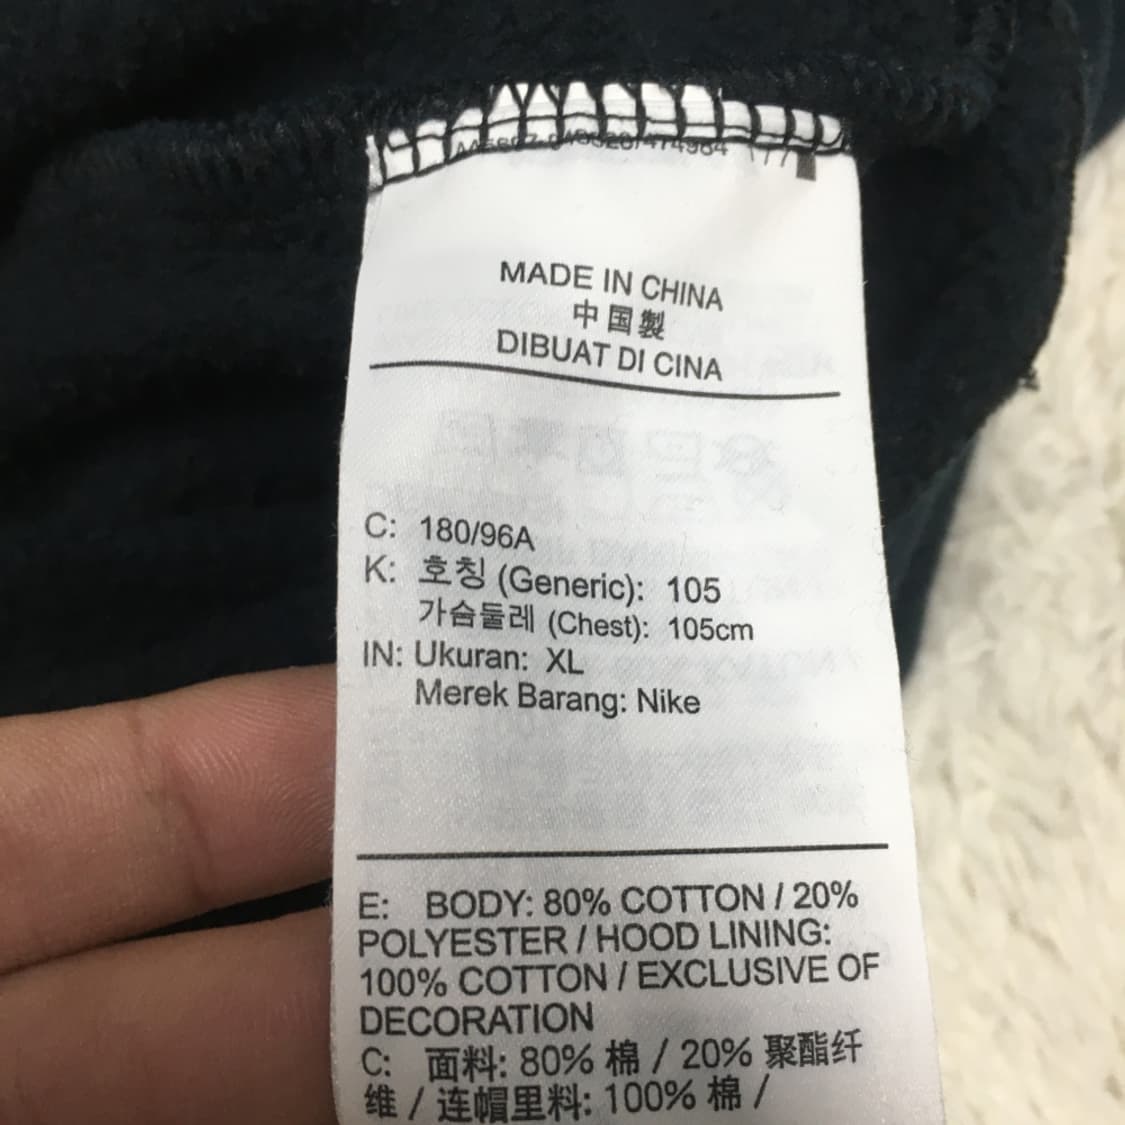 MADE IN CHINA
中国製
DIBUAT DI CINA
C: 180/96A
K: 호칭 (Generic): 105
가슴둘레 (Chest): 105cm
IN: Ukuran: XL
Merek Barang: Nike
E: BODY: 80% COTTON / 20%
POLYESTER / HOOD LINING:
100% COTTON / EXCLUSIVE OF
DECORATION
C: 面料: 80% 棉 / 20% 聚酯纤
维 / 连帽里料: 100% 棉 /